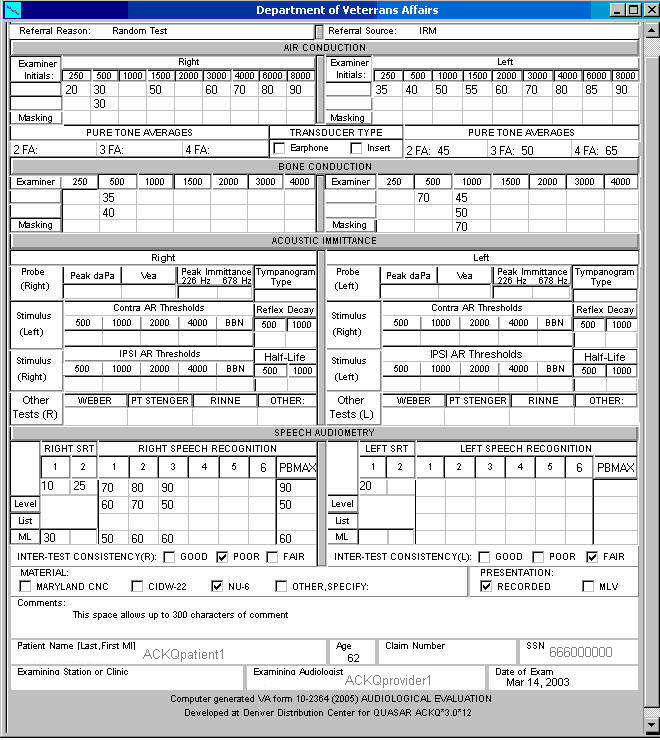 Department of Veterrans Affairs
Referral Reason: Random Test Referral Source: IRM
AIR CONDUCTION
Examiner Initials: Right Examiner Initials: Left
250 500 1000 1500 2000 3000 4000 6000 8000 250 500 1000 1500 2000 3000 4000 6000 8000
20 30 50 60 70 80 90 35 40 50 55 60 70 80 85 90
30
Masking Masking
PURE TONE AVERAGES TRANSDUCER TYPE PURE TONE AVERAGES
2 FA: 3 FA: 4 FA: Earphone Insert 2 FA: 45 3 FA: 50 4 FA: 65
BONE CONDUCTION
Examiner 250 500 1000 1500 2000 3000 4000 Examiner 250 500 1000 1500 2000 3000 4000
35 70 45
40 50
Masking Masking 70
ACOUSTIC IMMITTANCE
Right Left
Probe (Right) Peak daPa Vea Peak Immittance 226 Hz 678 Hz Tympanogram Type Probe (Left) Peak daPa Vea Peak Immittance 226 Hz 678 Hz Tympanogram Type
Stimulus (Left) Contra AR Thresholds Reflex Decay Stimulus (Right) Contra AR Thresholds Reflex Decay
500 1000 2000 4000 BBN 500 1000 500 1000 2000 4000 BBN 500 1000
Stimulus (Right) IPSI AR Thresholds Half-Life Stimulus (Left) IPSI AR Thresholds Half-Life
500 1000 2000 4000 BBN 500 1000 500 1000 2000 4000 BBN 500 1000
Other Tests (R) WEBER PT STENGER RINNE OTHER: Other Tests (L) WEBER PT STENGER RINNE OTHER:
SPEECH AUDIOMETRY
RIGHT SRT RIGHT SPEECH RECOGNITION LEFT SRT LEFT SPEECH RECOGNITION
1 2 1 2 3 4 5 6 PBMAX 1 2 1 2 3 4 5 6 PBMAX
10 25 70 80 90 90 20
Level 60 70 50 50 Level
List List
ML 30 50 60 60 60 ML
INTER-TEST CONSISTENCY(R): GOOD POOR FAIR INTER-TEST CONSISTENCY(L): GOOD POOR FAIR
MATERIAL: PRESENTATION:
MARYLAND CNC CIDW-22 NU-6 OTHER,SPECIFY: RECORDED MLV
Comments:
This space allows up to 300 characters of comment
Patient Name [Last,First MI] ACKQpatient1 Age 62 Claim Number SSN 666000000
Examining Station or Clinic Examining Audiologist ACKQprovider1 Date of Exam Mar 14, 2003
Computer generated VA form 10-2364 (2005) AUDIOLOGICAL EVALUATION
Developed at Denver Distribution Center for QUASAR ACKQ*3.0*12